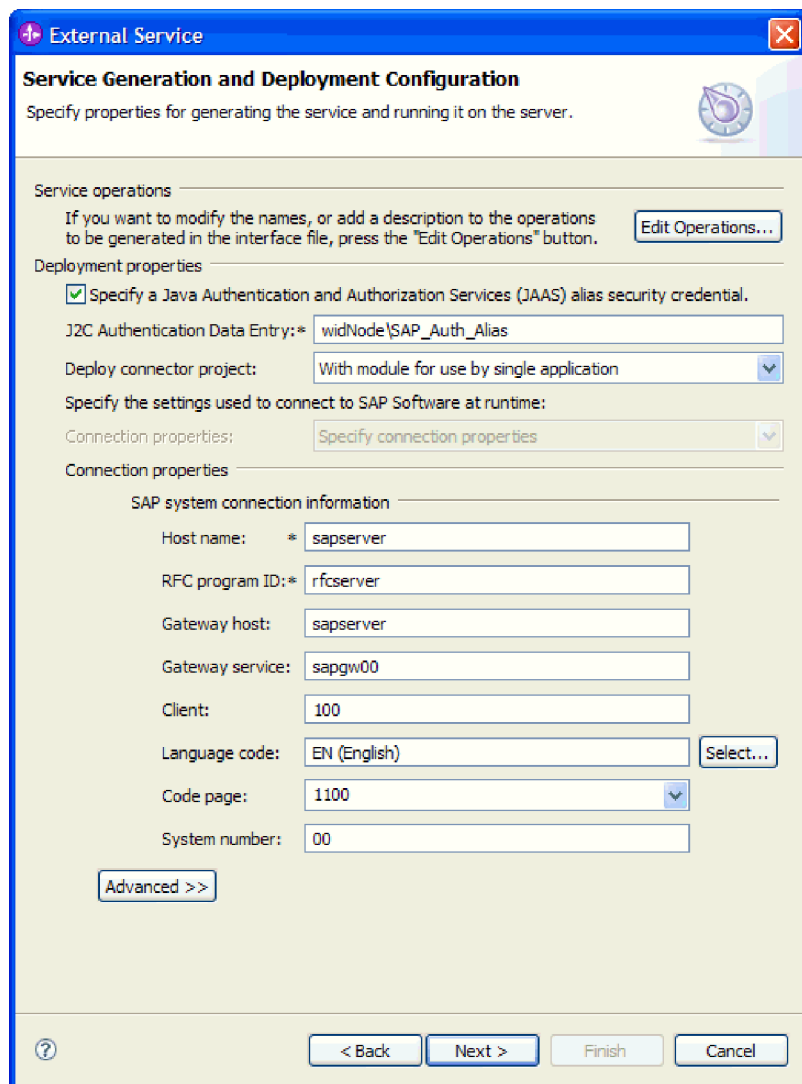 External Service
Service Generation and Deployment Configuration
Specify properties for generating the service and running it on the server.
Service operations
If you want to modify the names, or add a description to the operations
to be generated in the interface file, press the "Edit Operations" button.
Edit Operations...
Deployment properties
Specify a Java Authentication and Authorization Services (JAAS) alias security credential.
J2C Authentication Data Entry:* widNode\SAP_Auth_Alias
Deploy connector project: With module for use by single application
Specify the settings used to connect to SAP Software at runtime:
Connection properties: Specify connection properties
Connection properties
SAP system connection information
Host name: * sapserver
RFC program ID:* rfcserver
Gateway host: sapserver
Gateway service: sapgw00
Client: 100
Language code: EN (English) Select...
Code page: 1100
System number: 00
Advanced >>
? < Back Next > Finish Cancel